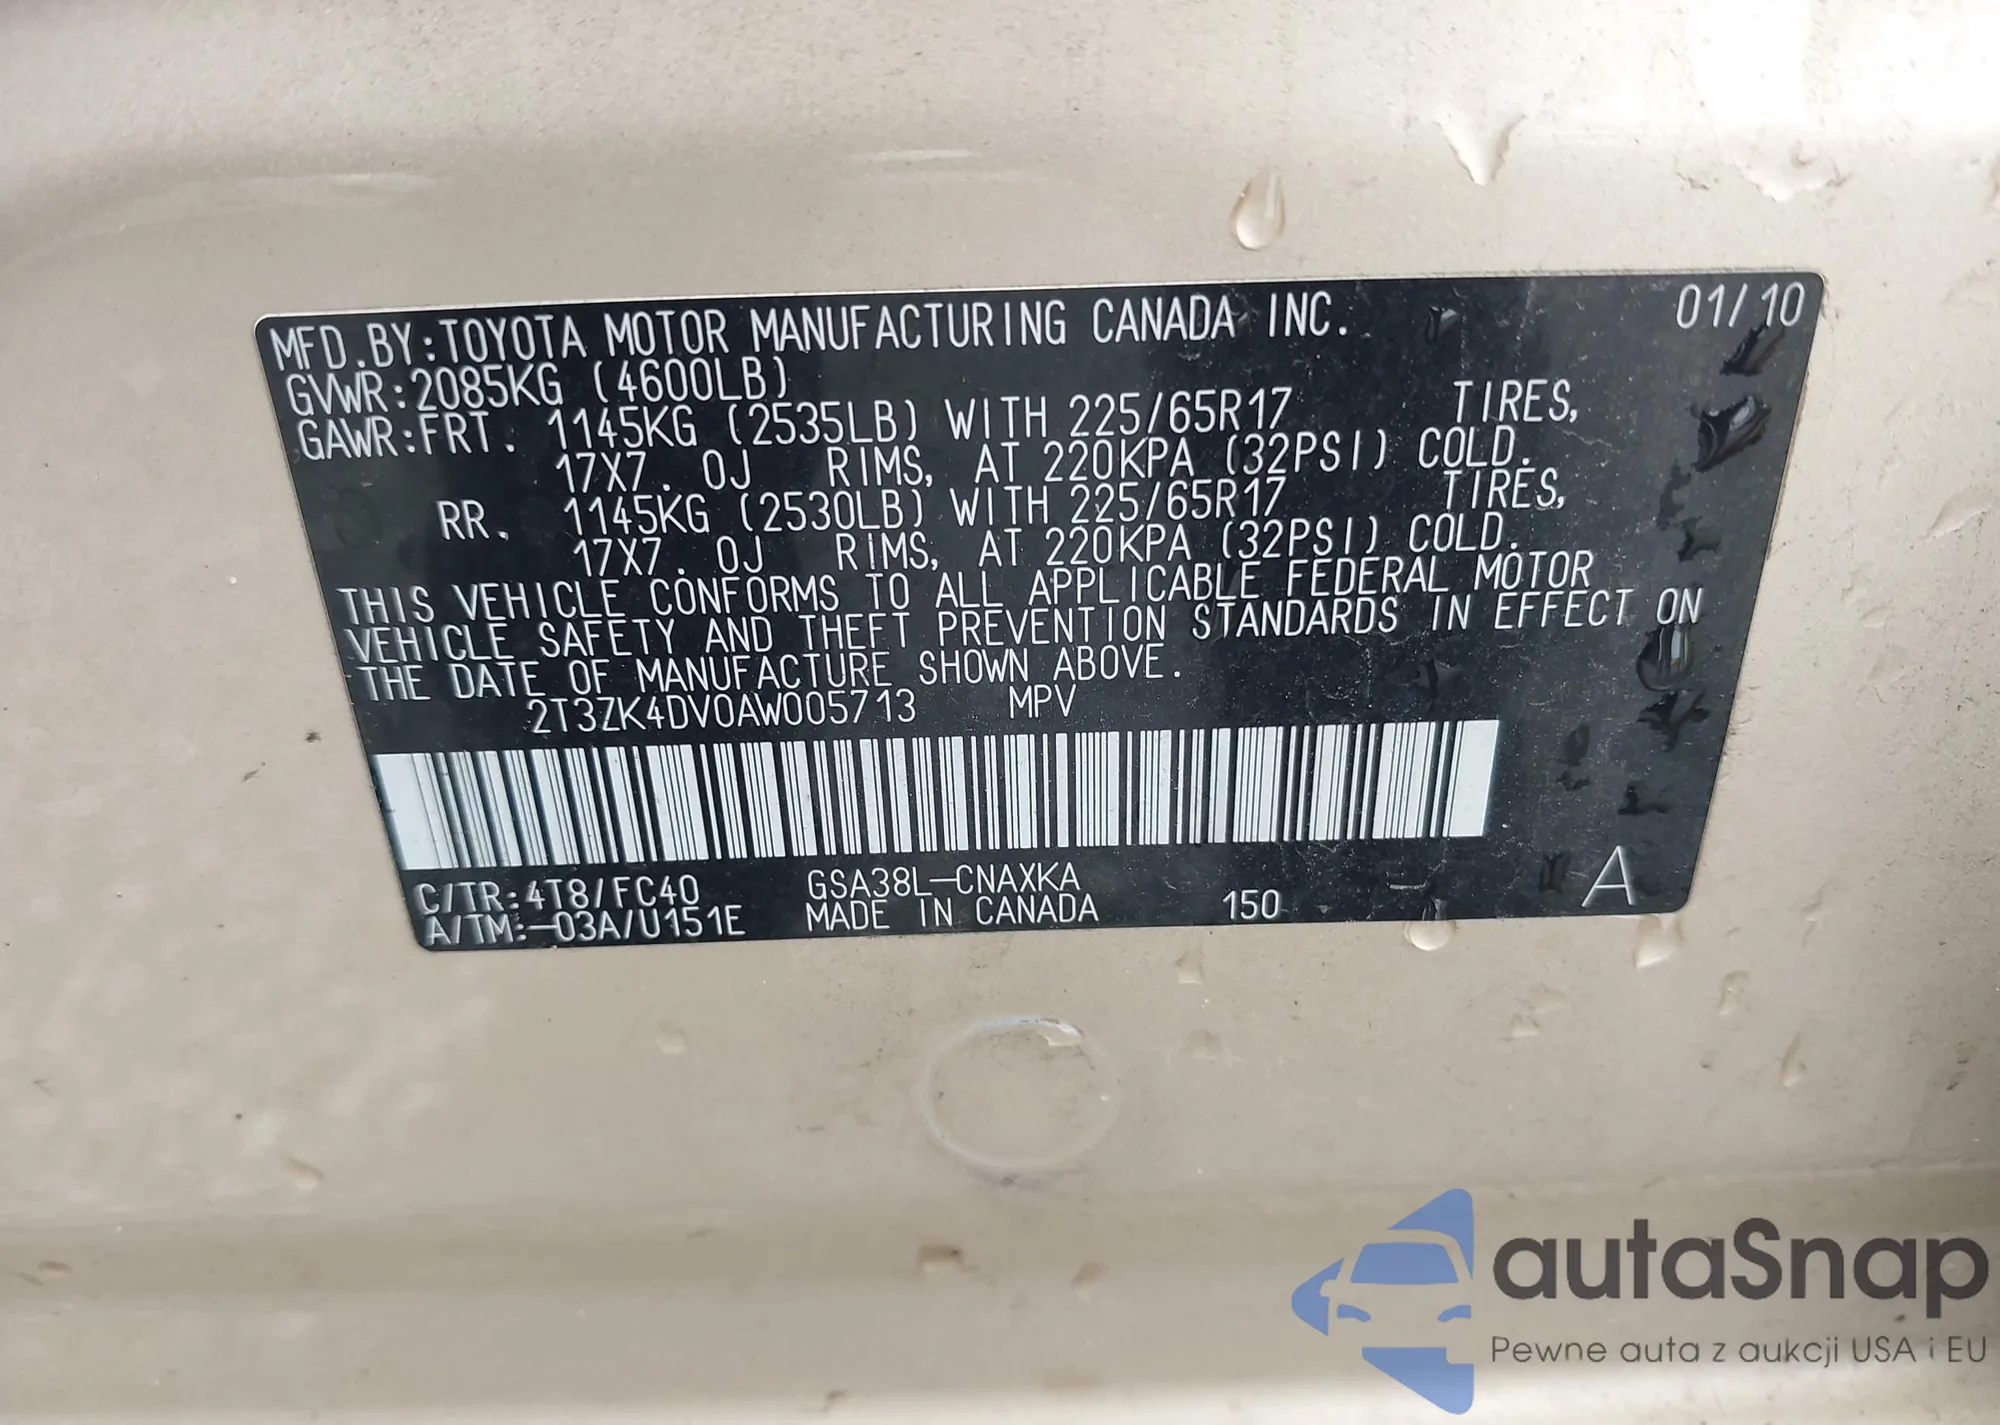 MFD.BY:TOYOTA MOTOR MANUFACTURING CANADA INC. 01/10
GVWR:2085KG (4600LB)
GAWR:FRT. 1145KG (2535LB) WITH 225/65R17 TIRES,
17X7.0J RIMS, AT 220KPA (32PSI) COLD.
RR. 1145KG (2530LB) WITH 225/65R17 TIRES,
17X7.0J RIMS, AT 220KPA (32PSI) COLD.
THIS VEHICLE CONFORMS TO ALL APPLICABLE FEDERAL MOTOR
VEHICLE SAFETY AND THEFT PREVENTION STANDARDS IN EFFECT ON
THE DATE OF MANUFACTURE SHOWN ABOVE.
2T3ZK4DV0AW005713 MPV
C/TR:4T8/FC40 GSA38L-CNAXKA
A/TM:-03A/U151E MADE IN CANADA 150 A
autaSnap
Pewne auta z aukcji USA i EU